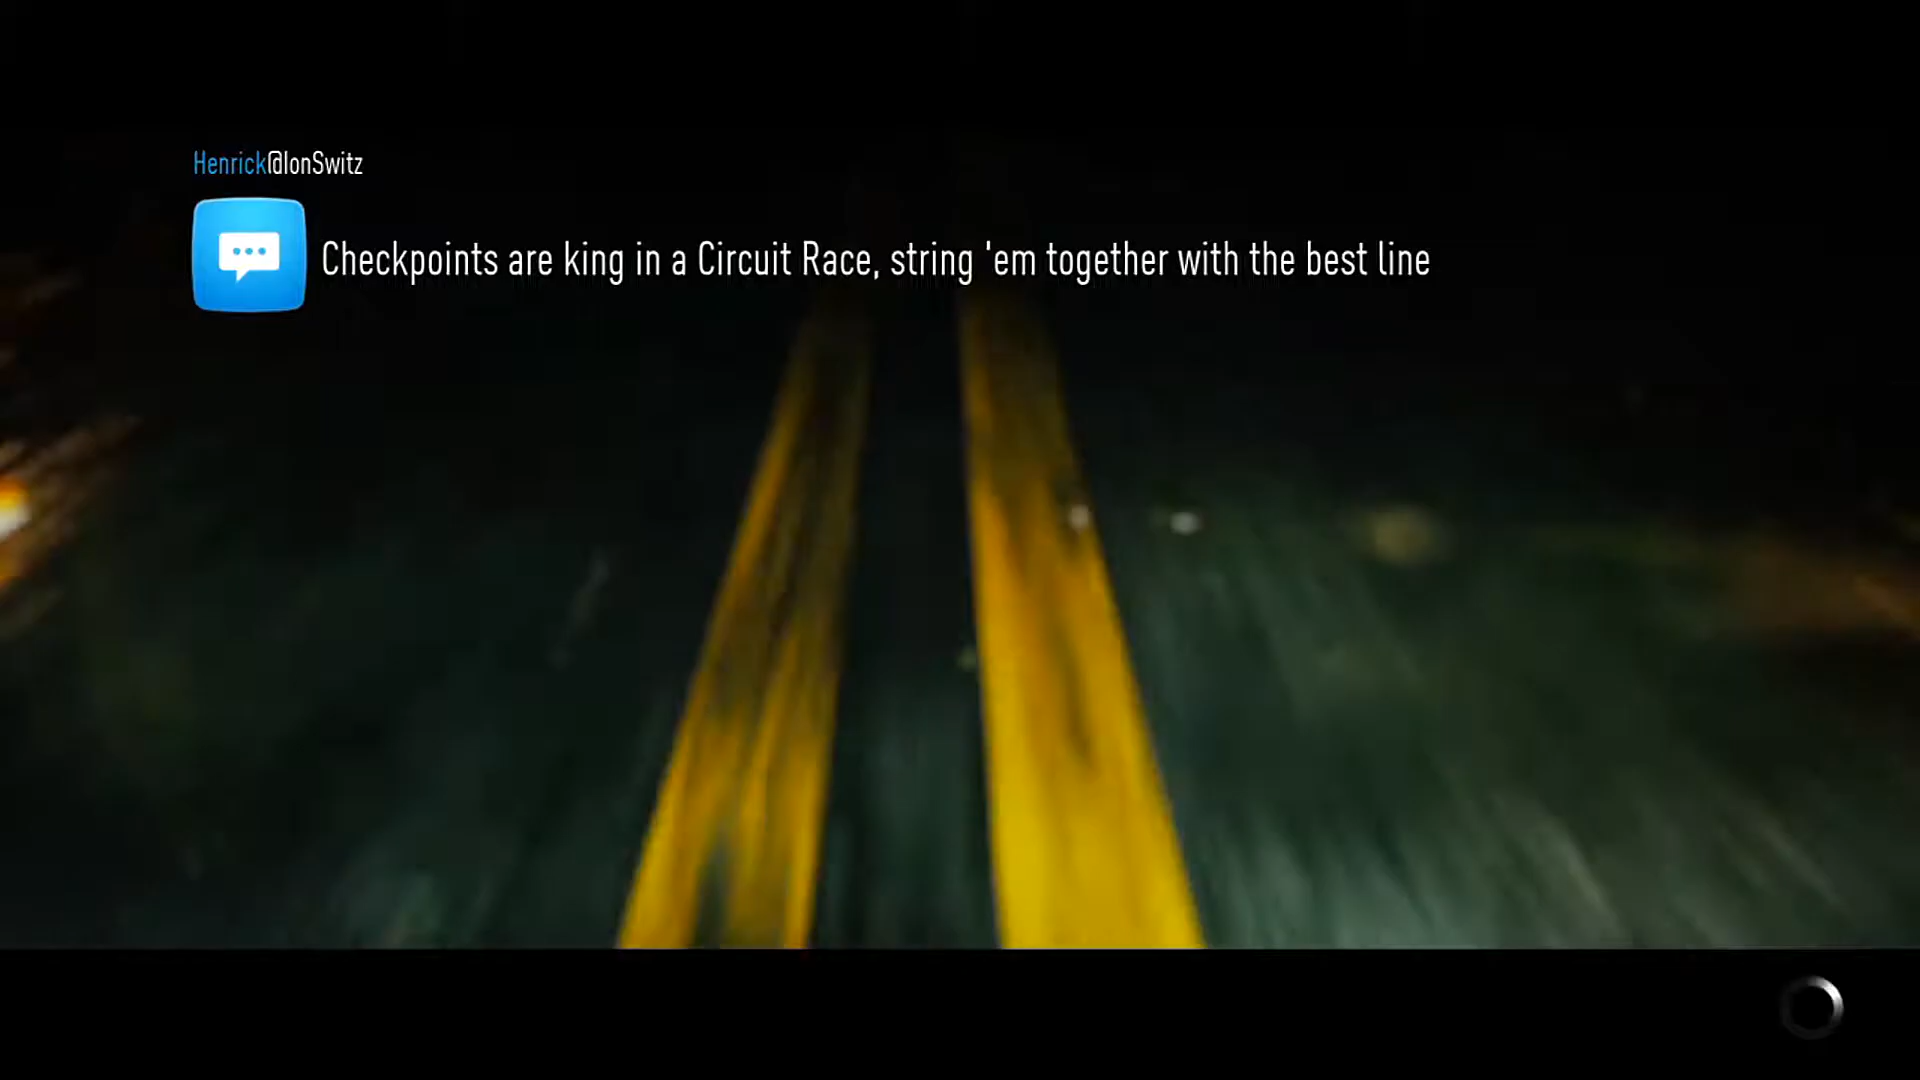 Henrick@IonSwitz
Checkpoints are king in a Circuit Race, string 'em together with the best line